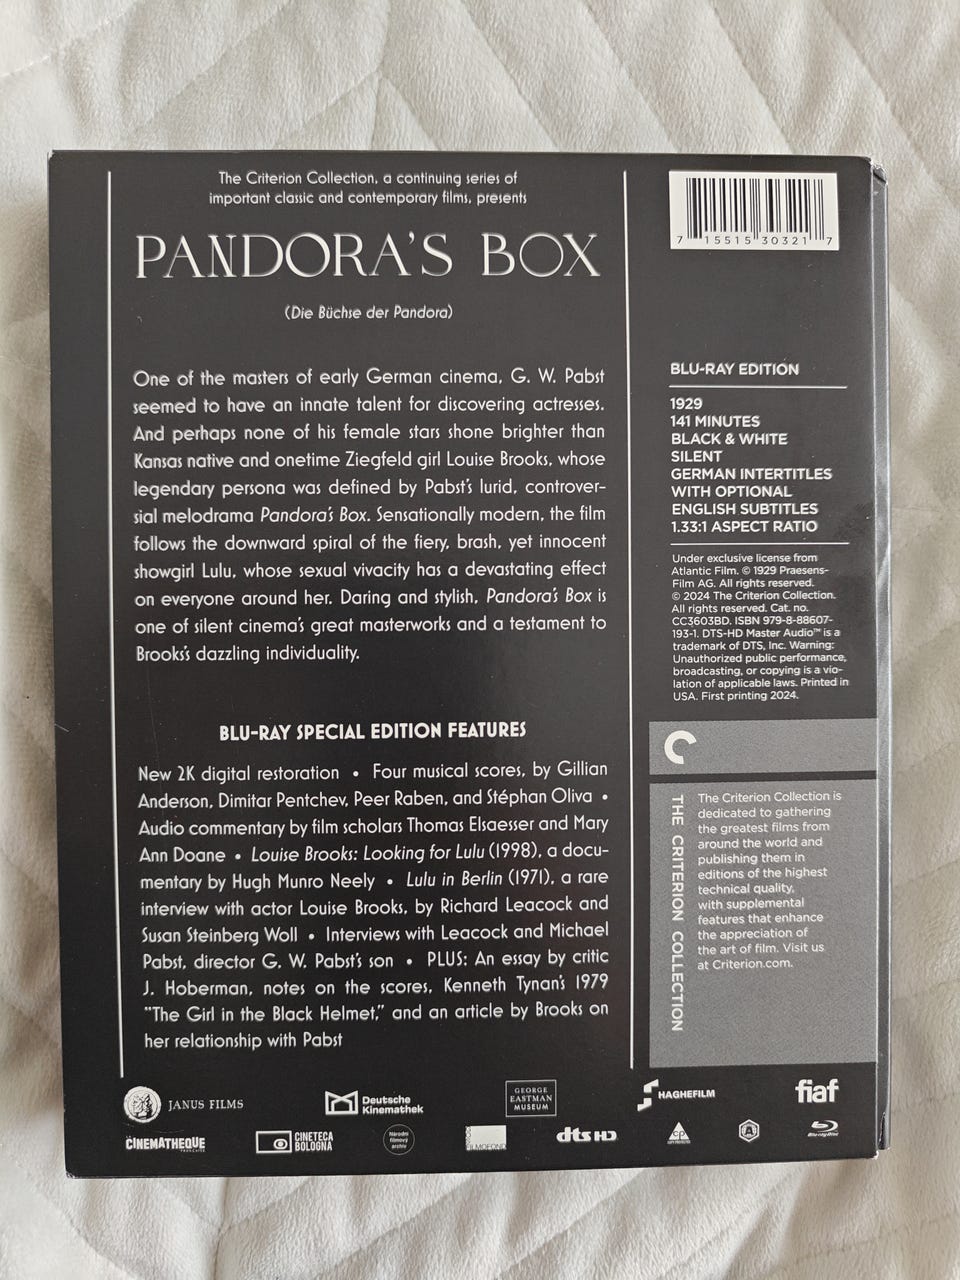 The Criterion Collection, a continuing series of
important classic and contemporary films, presents
PANDORA'S BOX
(Die Büchse der Pandora)
One of the masters of early German cinema, G. W. Pabst
seemed to have an innate talent for discovering actresses.
And perhaps none of his female stars shone brighter than
Kansas native and onetime Ziegfeld girl Louise Brooks, whose
legendary persona was defined by Pabst's lurid, controver-
sial melodrama Pandora's Box. Sensationally modern, the film
follows the downward spiral of the fiery, brash, yet innocent
showgirl Lulu, whose sexual vivacity has a devastating effect
on everyone around her. Daring and stylish, Pandora's Box is
one of silent cinema's great masterworks and a testament to
Brooks's dazzling individuality.
BLU-RAY SPECIAL EDITION FEATURES
New 2K digital restoration • Four musical scores, by Gillian
Anderson, Dimitar Pentchev, Peer Raben, and Stéphan Oliva •
Audio commentary by film scholars Thomas Elsaesser and Mary
Ann Doane • Louise Brooks: Looking for Lulu (1998), a docu-
mentary by Hugh Munro Neely • Lulu in Berlin (1971), a rare
interview with actor Louise Brooks, by Richard Leacock and
Susan Steinberg Woll • Interviews with Leacock and Michael
Pabst, director G. W. Pabst's son • PLUS: An essay by critic
J. Hoberman, notes on the scores, Kenneth Tynan's 1979
"The Girl in the Black Helmet," and an article by Brooks on
her relationship with Pabst
7 15515 30321 7
BLU-RAY EDITION
1929
141 MINUTES
BLACK & WHITE
SILENT
GERMAN INTERTITLES
WITH OPTIONAL
ENGLISH SUBTITLES
1.33:1 ASPECT RATIO
Under exclusive license from
Atlantic Film. © 1929 Praesens-
Film AG. All rights reserved.
© 2024 The Criterion Collection.
All rights reserved. Cat. no.
CC3603BD. ISBN 979-8-88607-
193-1. DTS-HD Master Audio™ is a
trademark of DTS, Inc. Warning:
Unauthorized public performance,
broadcasting, or copying is a vio-
lation of applicable laws. Printed in
USA. First printing 2024.
THE CRITERION COLLECTION
The Criterion Collection is
dedicated to gathering
the greatest films from
around the world and
publishing them in
editions of the highest
technical quality,
with supplemental
features that enhance
the appreciation of
the art of film. Visit us
at Criterion.com.
JANUS FILMS
Deutsche
Kinemathek
GEORGE
EASTMAN
MUSEUM
HAGHEFILM
fiaf
LA
CINEMATHEQUE
FRANÇAISE
CINETECA
BOLOGNA
Národní
filmový
archiv
FILMOFOND
dts HD
CP
COPY PROTECTED
A
Blu-ray Disc